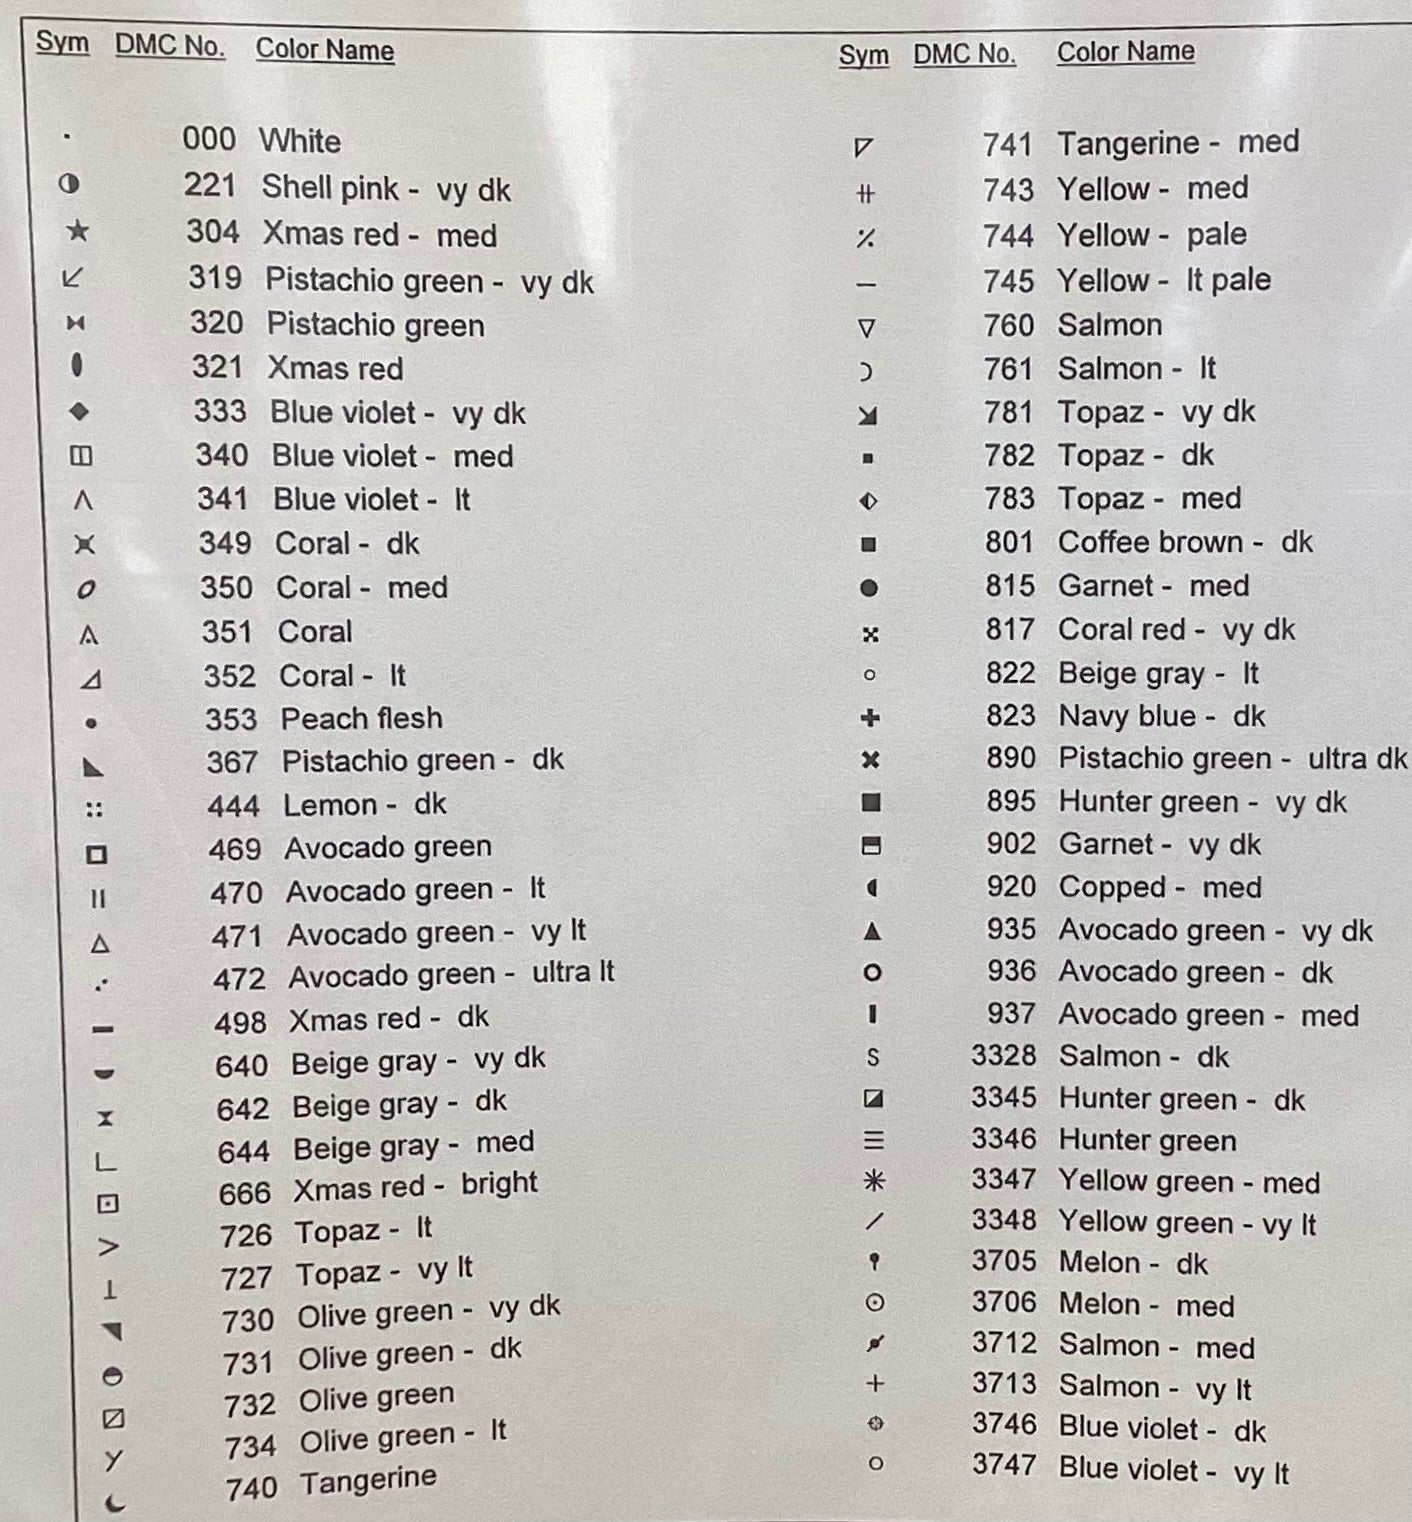 Sym DMC No. Color Name
· 000 White
◑ 221 Shell pink - vy dk
★ 304 Xmas red - med
↙ 319 Pistachio green - vy dk
⧓ 320 Pistachio green
⬮ 321 Xmas red
◆ 333 Blue violet - vy dk
◫ 340 Blue violet - med
Λ 341 Blue violet - lt
349 Coral - dk
350 Coral - med
351 Coral
⊿ 352 Coral - lt
• 353 Peach flesh
◣ 367 Pistachio green - dk
∷ 444 Lemon - dk
□ 469 Avocado green
|| 470 Avocado green - lt
△ 471 Avocado green - vy lt
472 Avocado green - ultra lt
▬ 498 Xmas red - dk
◡ 640 Beige gray - vy dk
⧗ 642 Beige gray - dk
∟ 644 Beige gray - med
⊡ 666 Xmas red - bright
> 726 Topaz - lt
⊥ 727 Topaz - vy lt
◥ 730 Olive green - vy dk
◓ 731 Olive green - dk
⍁ 732 Olive green
Y 734 Olive green - lt
☾ 740 Tangerine
Sym DMC No. Color Name
741 Tangerine - med
⌗ 743 Yellow - med
⁒ 744 Yellow - pale
− 745 Yellow - lt pale
▽ 760 Salmon
) 761 Salmon - lt
781 Topaz - vy dk
▪ 782 Topaz - dk
⬖ 783 Topaz - med
■ 801 Coffee brown - dk
● 815 Garnet - med
817 Coral red - vy dk
○ 822 Beige gray - lt
✚ 823 Navy blue - dk
✖ 890 Pistachio green - ultra dk
■ 895 Hunter green - vy dk
⬒ 902 Garnet - vy dk
◖ 920 Copped - med
▲ 935 Avocado green - vy dk
○ 936 Avocado green - dk
▮ 937 Avocado green - med
S 3328 Salmon - dk
◪ 3345 Hunter green - dk
☰ 3346 Hunter green
✳ 3347 Yellow green - med
/ 3348 Yellow green - vy lt
3705 Melon - dk
⊙ 3706 Melon - med
3712 Salmon - med
+ 3713 Salmon - vy lt
3746 Blue violet - dk
○ 3747 Blue violet - vy lt